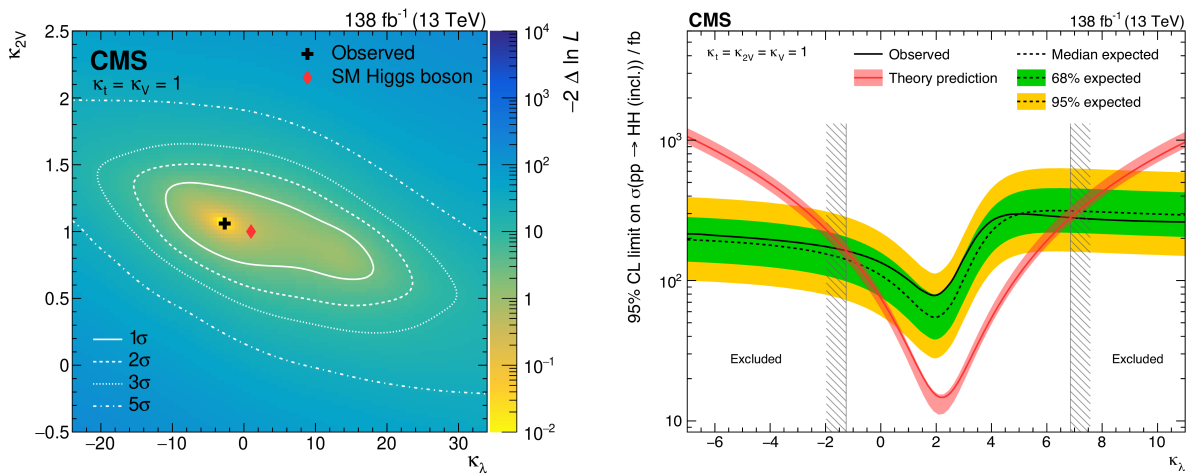 138 fb⁻¹ (13 TeV)
CMS
κt = κV = 1
Observed
SM Higgs boson
κ2V
2.5
2
1.5
1
0.5
0
−0.5
1σ
2σ
3σ
5σ
−20 −10 0 10 20 30
κλ
10⁴
10³
10²
10
1
10⁻¹
10⁻²
−2 Δ ln L
CMS
138 fb⁻¹ (13 TeV)
κt = κ2V = κV = 1
Observed
Theory prediction
Median expected
68% expected
95% expected
95% CL limit on σ(pp → HH (incl.)) / fb
10³
10²
10
Excluded
Excluded
−6 −4 −2 0 2 4 6 8 10
κλ